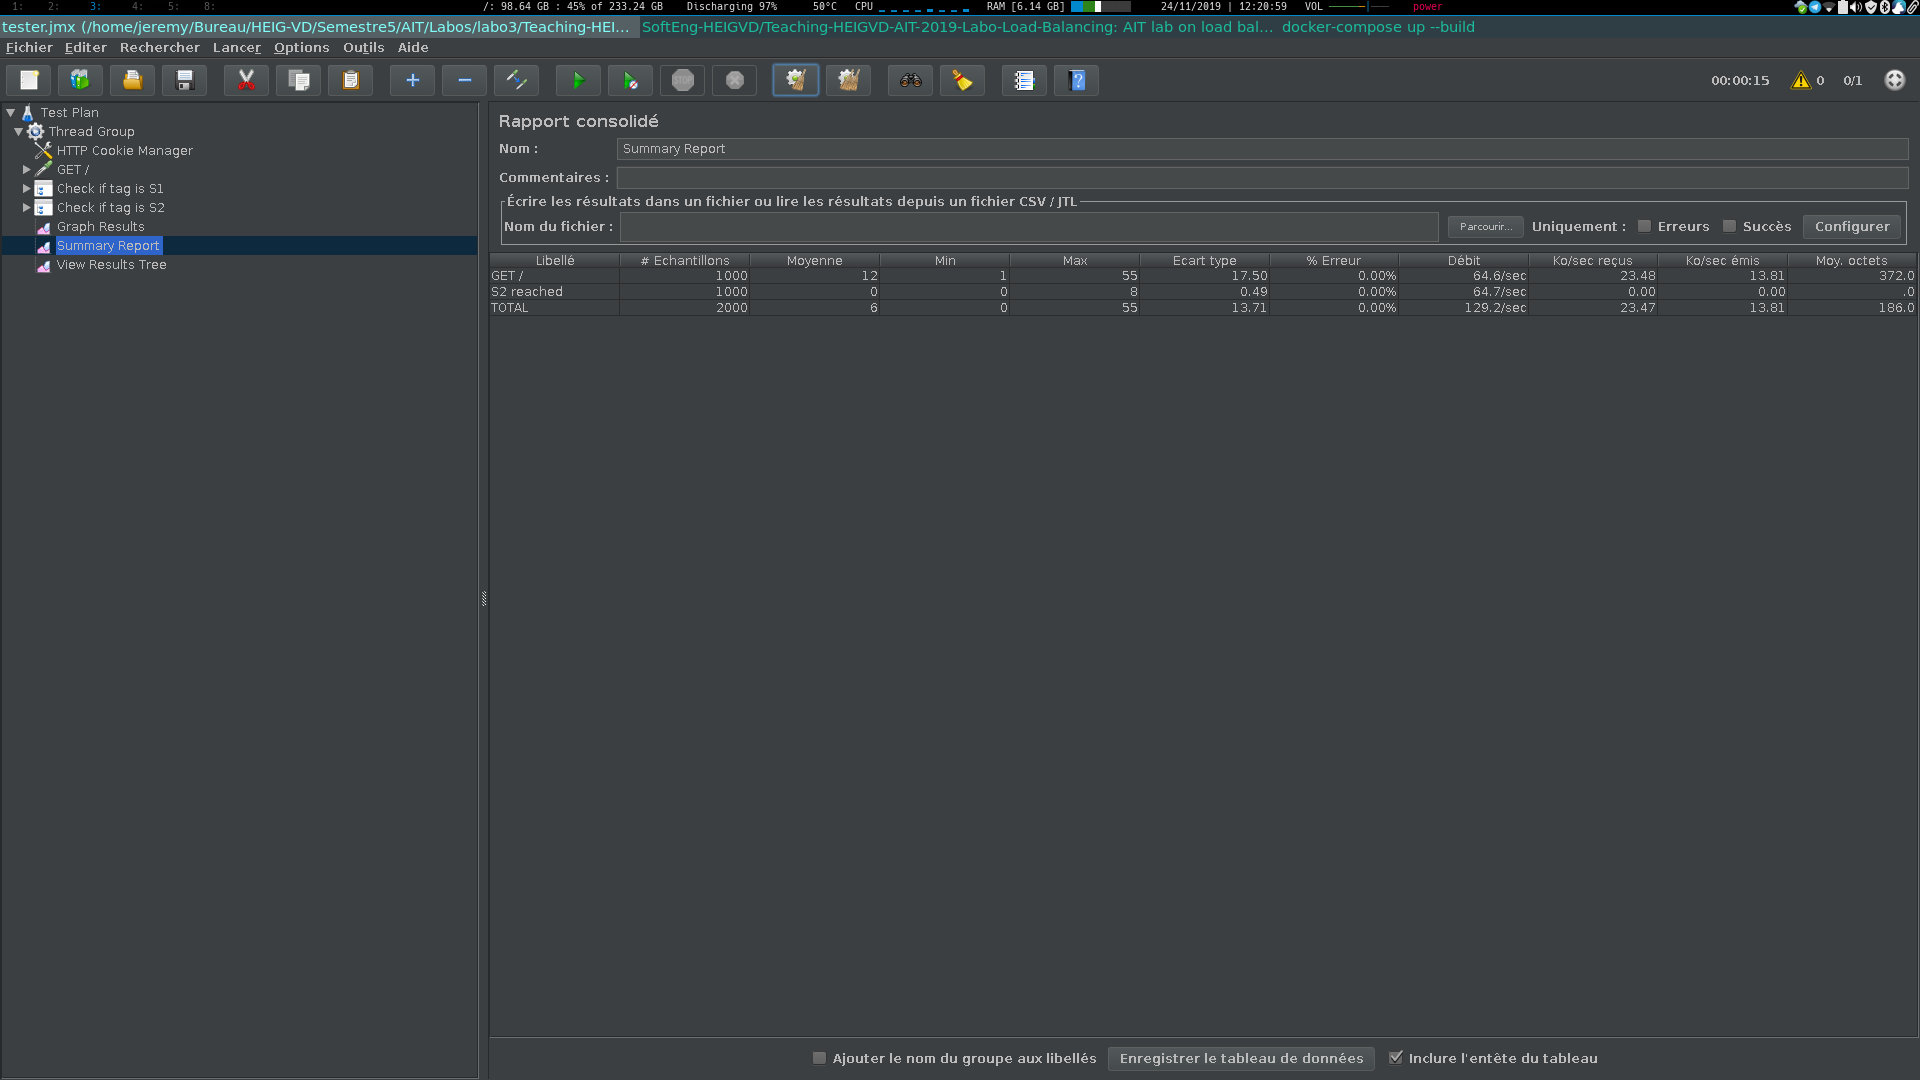 1: 2: 3: 4: 5: 8: /: 98.64 GB : 45% of 233.24 GB Discharging 97% 50°C CPU RAM [6.14 GB] 24/11/2019 | 12:20:59 VOL power
tester.jmx (/home/jeremy/Bureau/HEIG-VD/Semestre5/AIT/Labos/labo3/Teaching-HEI... SoftEng-HEIGVD/Teaching-HEIGVD-AIT-2019-Labo-Load-Balancing: AIT lab on load bal... docker-compose up --build
Fichier Editer Rechercher Lancer Options Outils Aide
STOP 00:00:15 0 0/1
Test Plan
Thread Group
HTTP Cookie Manager
GET /
Check if tag is S1
Check if tag is S2
Graph Results
Summary Report
View Results Tree
Rapport consolidé
Nom : Summary Report
Commentaires :
Écrire les résultats dans un fichier ou lire les résultats depuis un fichier CSV / JTL
Nom du fichier : Parcourir... Uniquement : Erreurs Succès Configurer
Libellé # Echantillons Moyenne Min Max Ecart type % Erreur Débit Ko/sec reçus Ko/sec émis Moy. octets
GET / 1000 12 1 55 17.50 0.00% 64.6/sec 23.48 13.81 372.0
S2 reached 1000 0 0 8 0.49 0.00% 64.7/sec 0.00 0.00 .0
TOTAL 2000 6 0 55 13.71 0.00% 129.2/sec 23.47 13.81 186.0
Ajouter le nom du groupe aux libellés Enregistrer le tableau de données Inclure l'entête du tableau